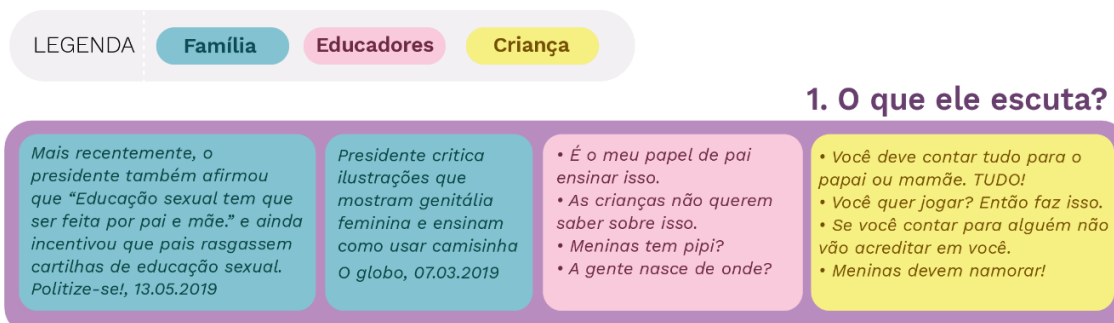 LEGENDA
Família
Educadores
Criança
1. O que ele escuta?
Mais recentemente, o
presidente também afirmou
que “Educação sexual tem que
ser feita por pai e mãe.” e ainda
incentivou que pais rasgassem
cartilhas de educação sexual.
Politize-se!, 13.05.2019
Presidente critica
ilustrações que
mostram genitália
feminina e ensinam
como usar camisinha
O globo, 07.03.2019
• É o meu papel de pai
ensinar isso.
• As crianças não querem
saber sobre isso.
• Meninas tem pipi?
• A gente nasce de onde?
• Você deve contar tudo para o
papai ou mamãe. TUDO!
• Você quer jogar? Então faz isso.
• Se você contar para alguém não
vão acreditar em você.
• Meninas devem namorar!